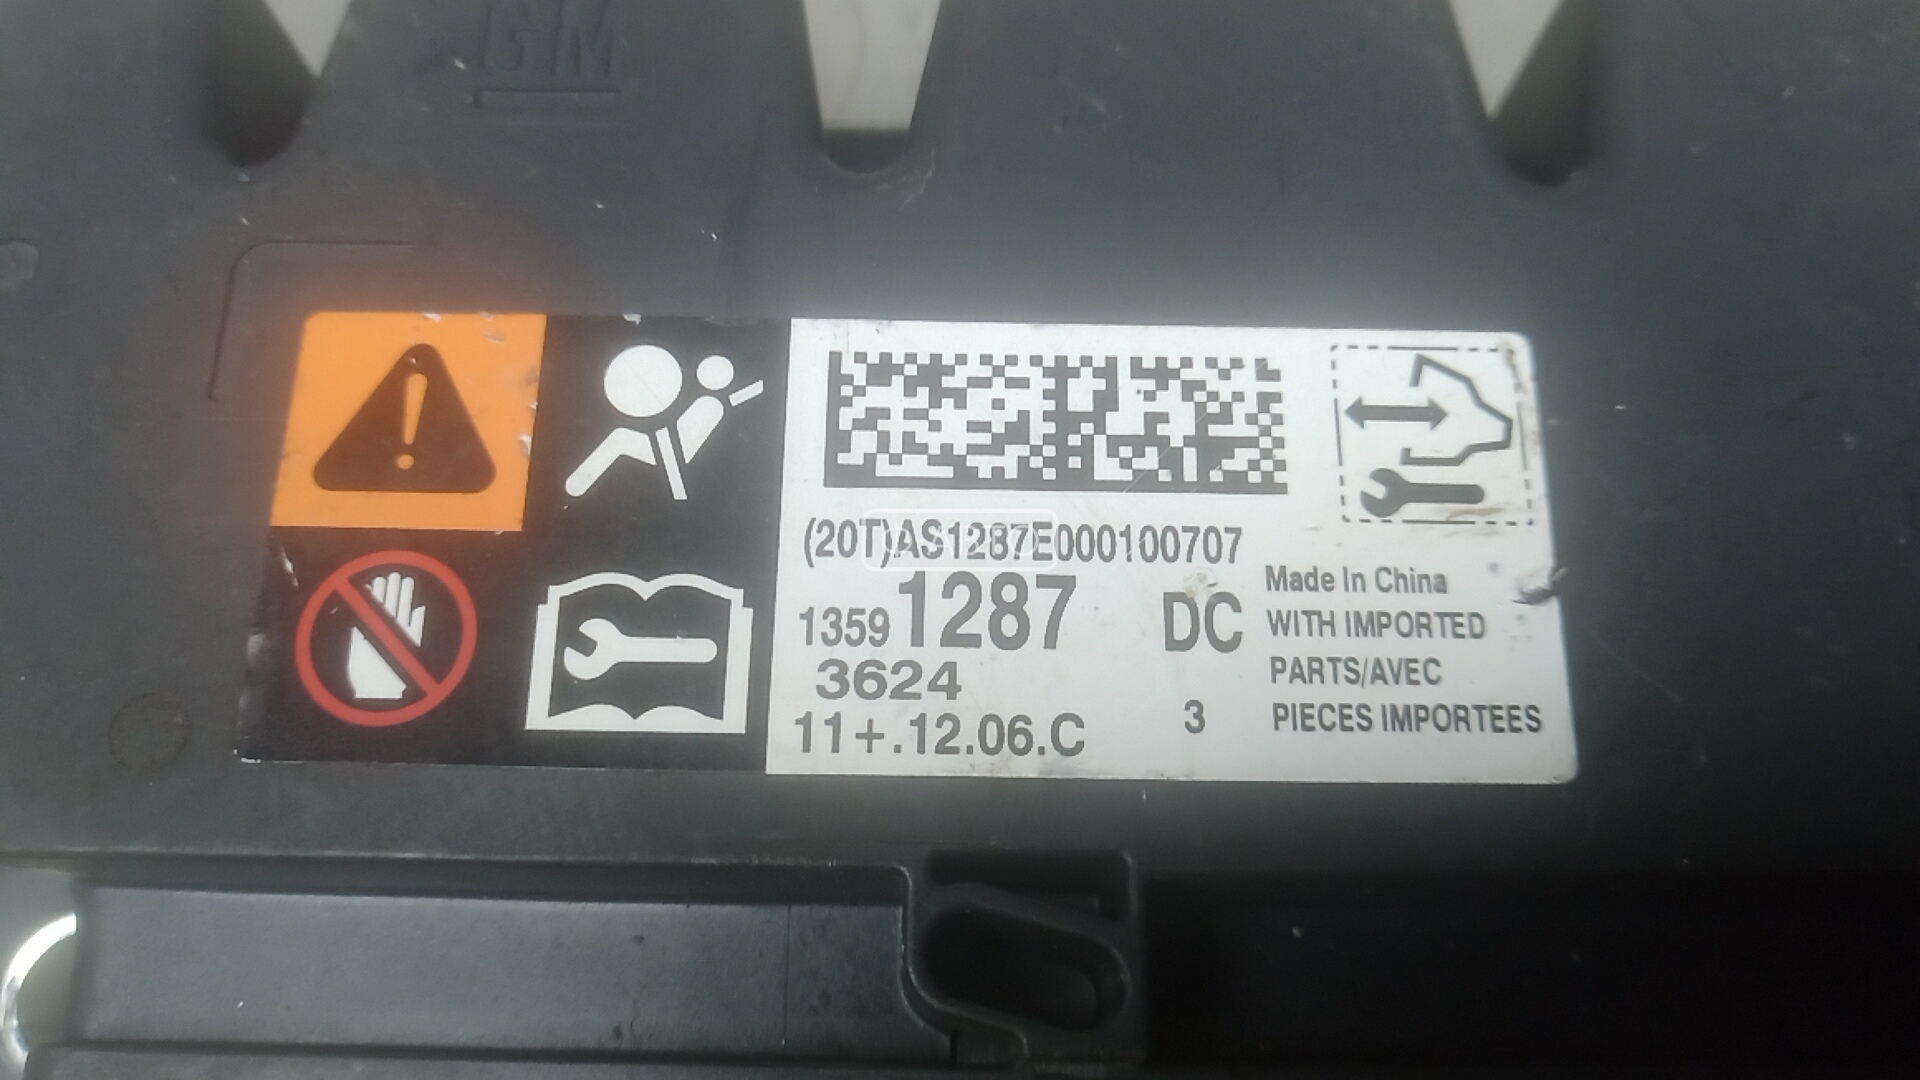 GM
(20T)AS1287E000100707
1359 1287 DC
3624
11+.12.06.C 3
Made In China
WITH IMPORTED
PARTS/AVEC
PIECES IMPORTEES